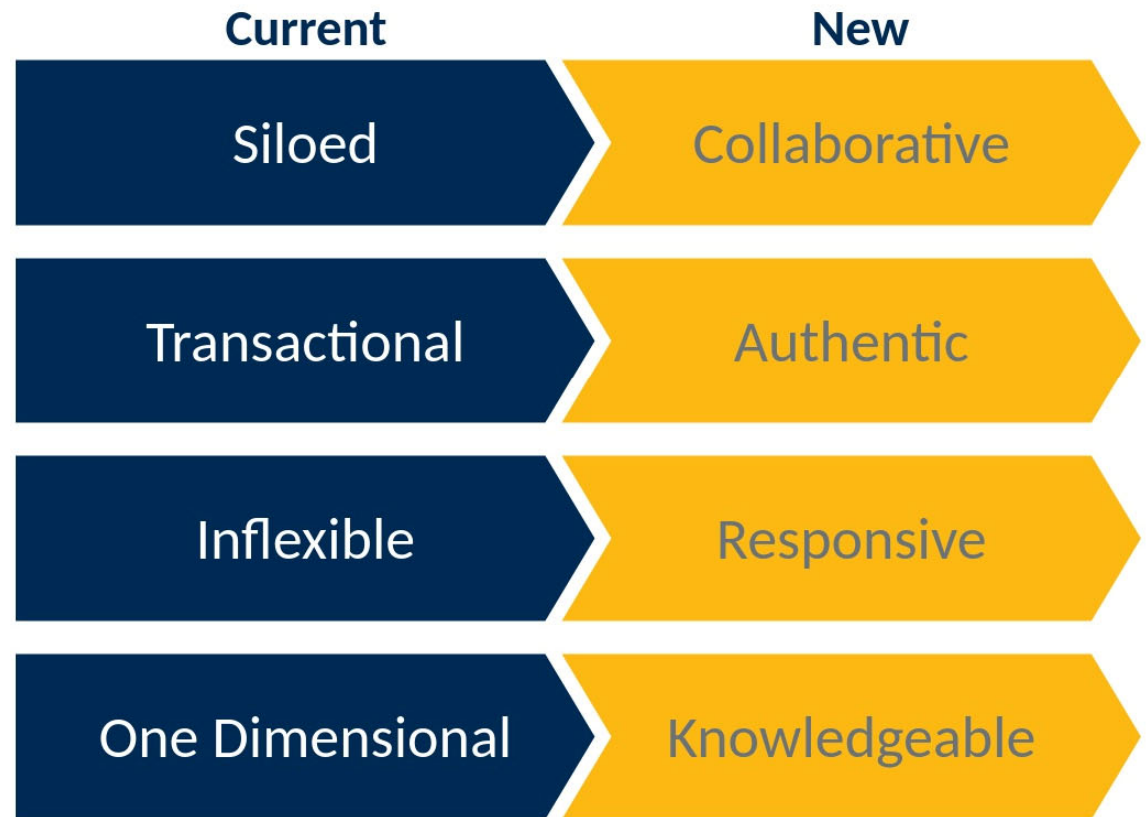 Current New
Siloed Collaborative
Transactional Authentic
Inflexible Responsive
One Dimensional Knowledgeable